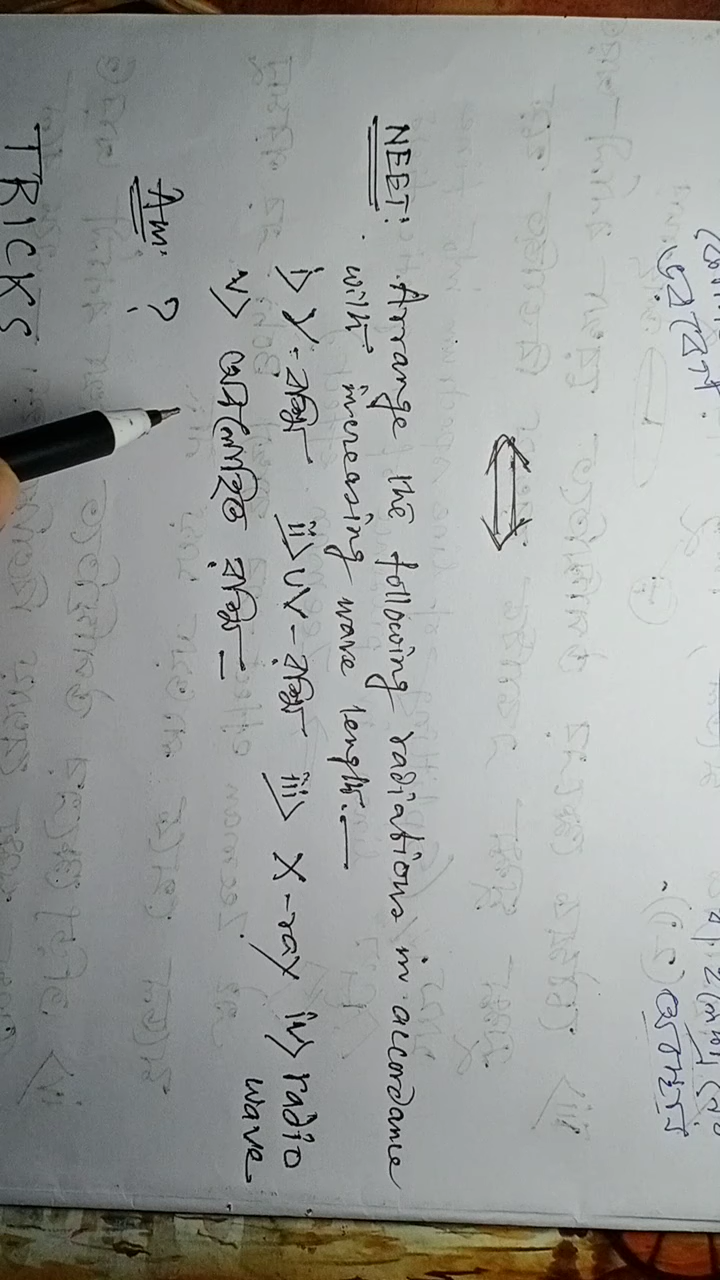 NEET: Arrange the following radiations in accordance
with increasing wave length. —
i> γ-রশ্মি ii> UV-রশ্মি iii> X-ray iv> radio
wave
v> অবলোহিত রশ্মি —
Ans. ?
TRICKS